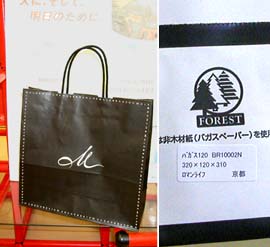 明日のために
M
FOREST
は非木材紙(バガスペーパー)を使用
バガス120 BR10002N
320×120×310
ロマンライフ 京都